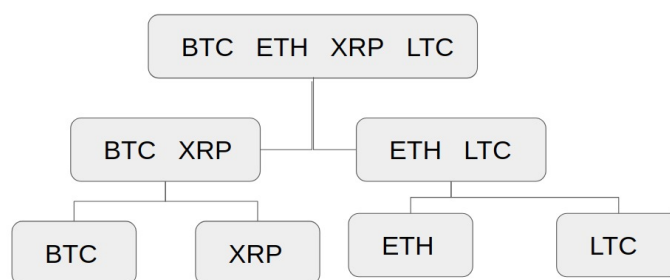 BTC ETH XRP LTC
BTC XRP
ETH LTC
BTC
XRP
ETH
LTC